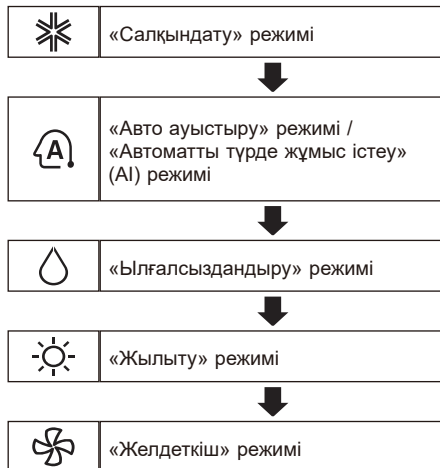 «Салқындату» режимі
A
«Авто ауыстыру» режимі /
«Автоматты түрде жұмыс істеу»
(AI) режимі
«Ылғалсыздандыру» режимі
«Жылыту» режимі
«Желдеткіш» режимі